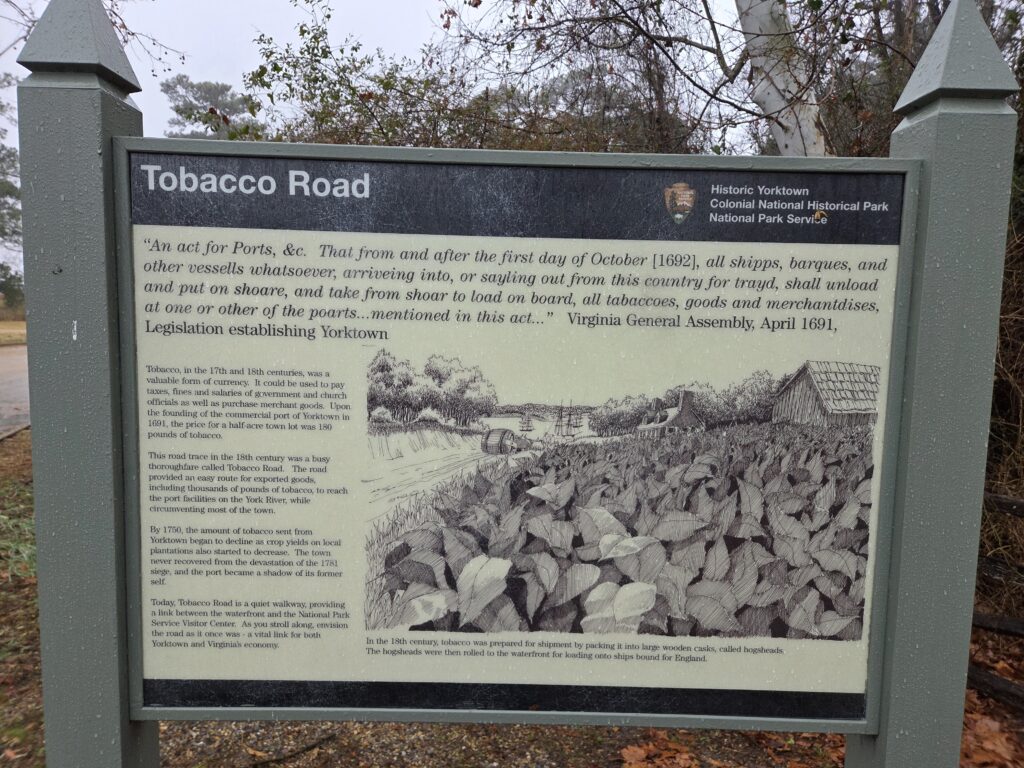 Tobacco Road
Historic Yorktown
Colonial National Historical Park
National Park Service
"An act for Ports, &c. That from and after the first day of October [1692], all shipps, barques, and
other vessells whatsoever, arriveing into, or sayling out from this country for trayd, shall unload
and put on shoare, and take from shoar to load on board, all tabaccoes, goods and merchantdises,
at one or other of the poarts...mentioned in this act..." Virginia General Assembly, April 1691,
Legislation establishing Yorktown
Tobacco, in the 17th and 18th centuries, was a
valuable form of currency. It could be used to pay
taxes, fines and salaries of government and church
officials as well as purchase merchant goods. Upon
the founding of the commercial port of Yorktown in
1691, the price for a half-acre town lot was 180
pounds of tobacco.
This road trace in the 18th century was a busy
thoroughfare called Tobacco Road. The road
provided an easy route for exported goods,
including thousands of pounds of tobacco, to reach
the port facilities on the York River, while
circumventing most of the town.
By 1750, the amount of tobacco sent from
Yorktown began to decline as crop yields on local
plantations also started to decrease. The town
never recovered from the devastation of the 1781
siege, and the port became a shadow of its former
self.
Today, Tobacco Road is a quiet walkway, providing
a link between the waterfront and the National Park
Service Visitor Center. As you stroll along, envision
the road as it once was - a vital link for both
Yorktown and Virginia's economy.
In the 18th century, tobacco was prepared for shipment by packing it into large wooden casks, called hogsheads.
The hogsheads were then rolled to the waterfront for loading onto ships bound for England.